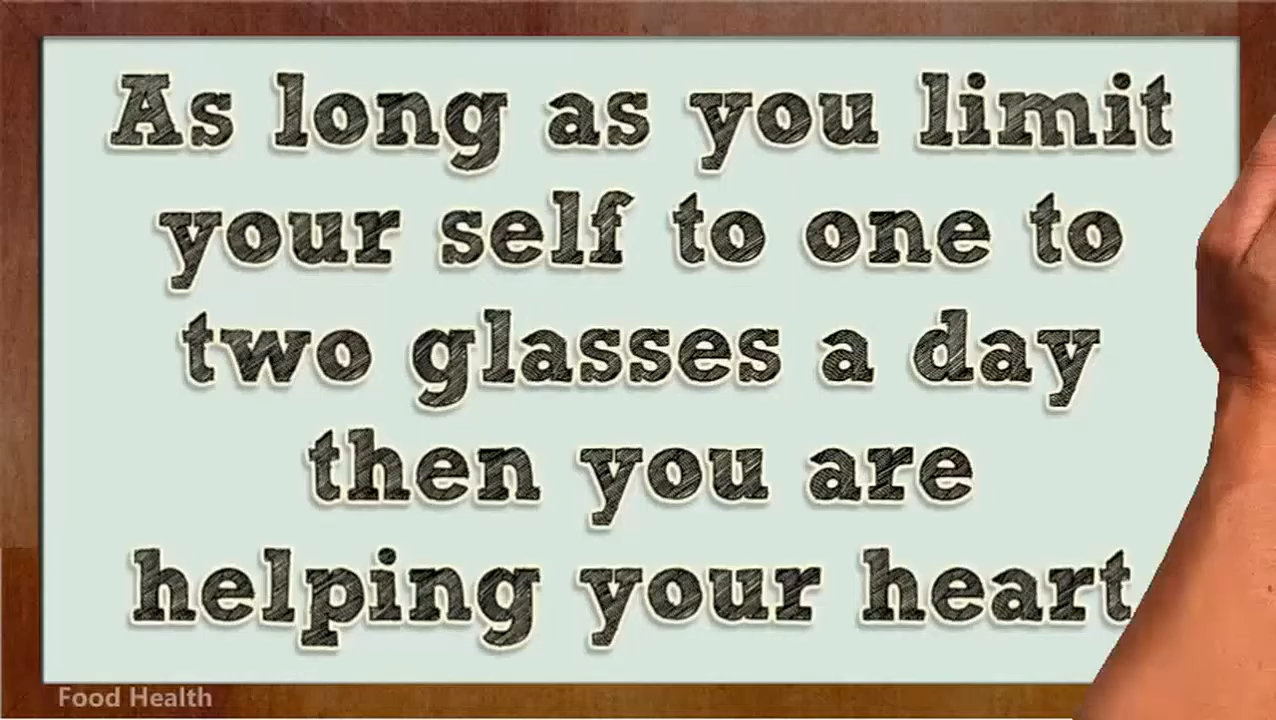 As long as you limit
your self to one to
two glasses a day
then you are
helping your heart
Food Health